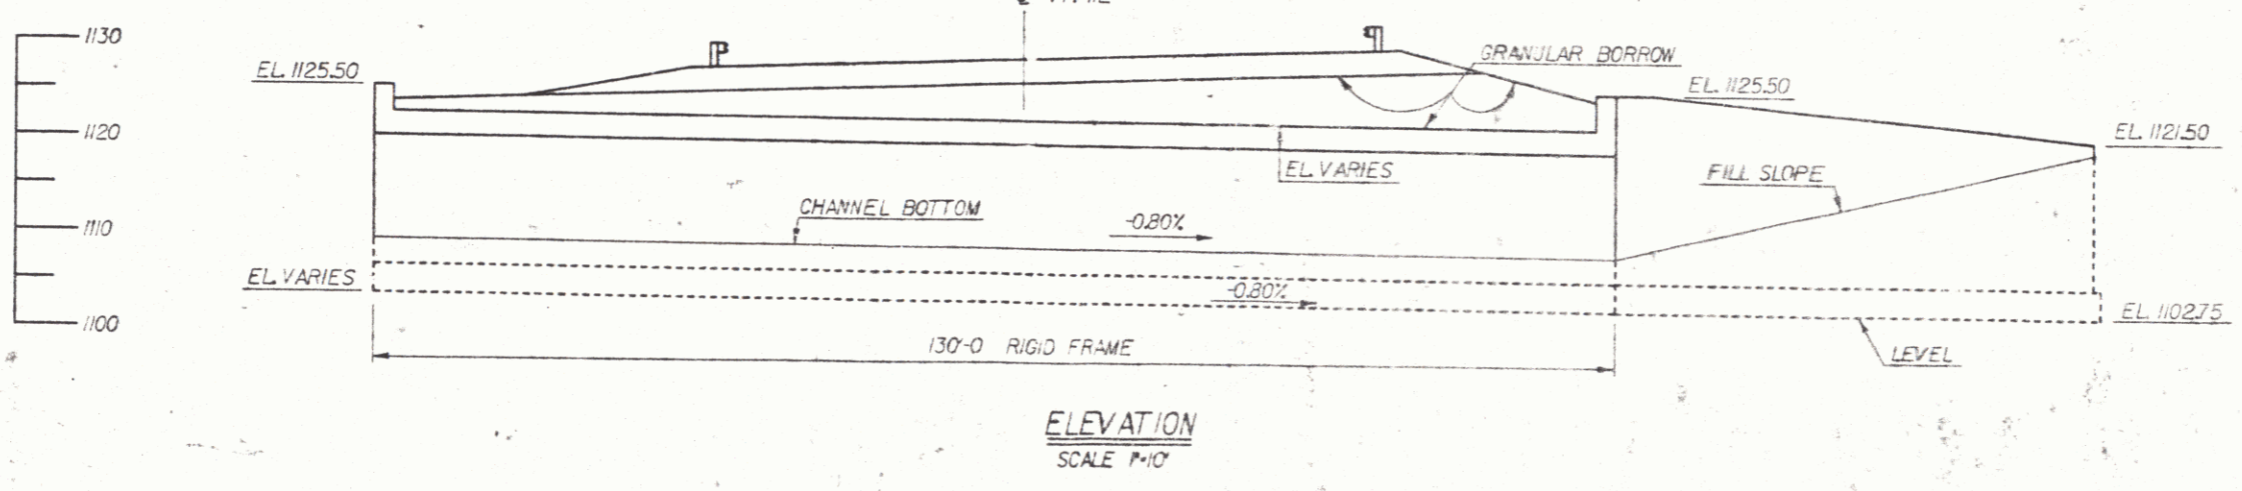 1130
EL. 1125.50
GRANULAR BORROW
EL. 1125.50
1120
EL. 1121.50
EL. VARIES
FILL SLOPE
CHANNEL BOTTOM
-0.80%
1110
EL. VARIES
-0.80%
1100
EL. 1102.75
130'-0 RIGID FRAME
LEVEL
ELEVATION
SCALE 1"=10'